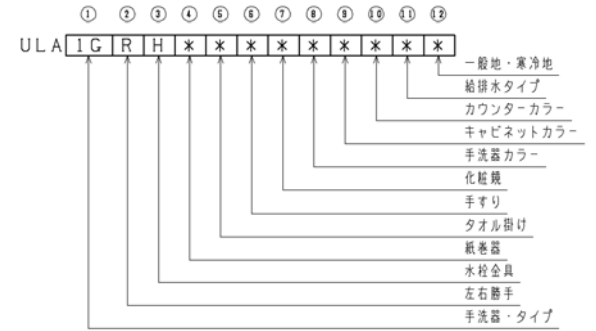 ① ② ③ ④ ⑤ ⑥ ⑦ ⑧ ⑨ ⑩ ⑪ ⑫
ULA 1G R H * * * * * * * * *
一般地・寒冷地
給排水タイプ
カウンターカラー
キャビネットカラー
手洗器カラー
化粧鏡
手すり
タオル掛け
紙巻器
水栓金具
左右勝手
手洗器・タイプ